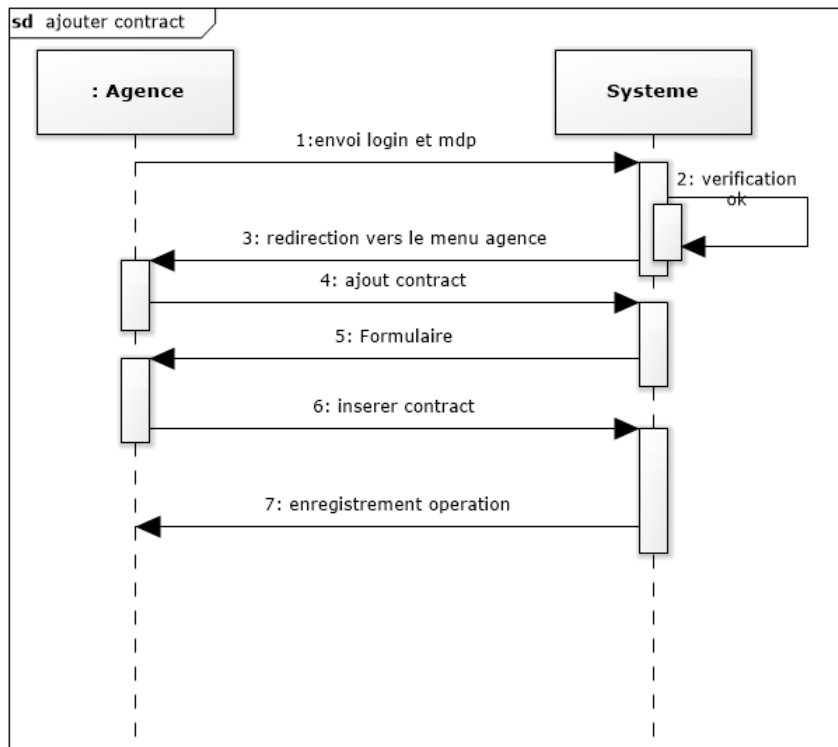 sd ajouter contract
: Agence
Systeme
1:envoi login et mdp
2: verification
ok
3: redirection vers le menu agence
4: ajout contract
5: Formulaire
6: inserer contract
7: enregistrement operation